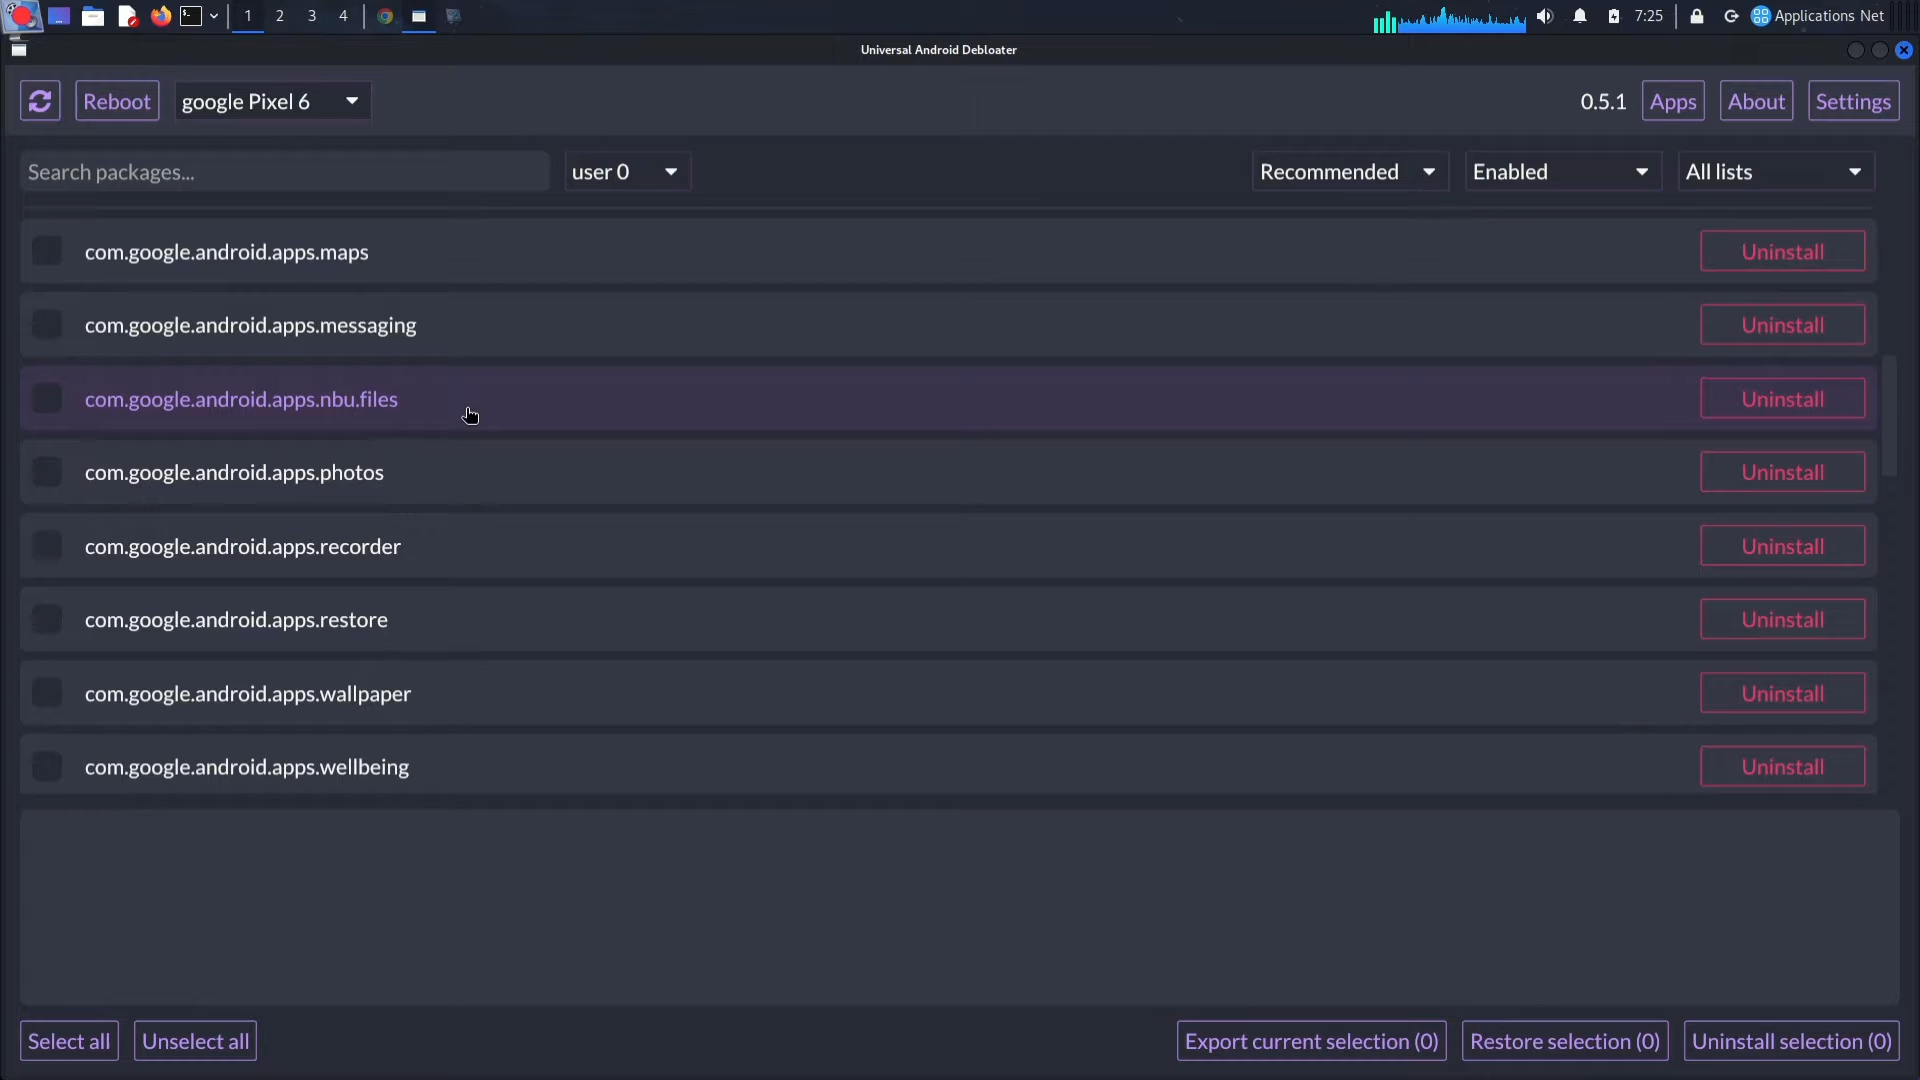 1 2 3 4 7:25 Applications Net
Universal Android Debloater
Reboot google Pixel 6 0.5.1 Apps About Settings
Search packages... user 0 Recommended Enabled All lists
com.google.android.apps.maps Uninstall
com.google.android.apps.messaging Uninstall
com.google.android.apps.nbu.files Uninstall
com.google.android.apps.photos Uninstall
com.google.android.apps.recorder Uninstall
com.google.android.apps.restore Uninstall
com.google.android.apps.wallpaper Uninstall
com.google.android.apps.wellbeing Uninstall
Select all Unselect all Export current selection (0) Restore selection (0) Uninstall selection (0)